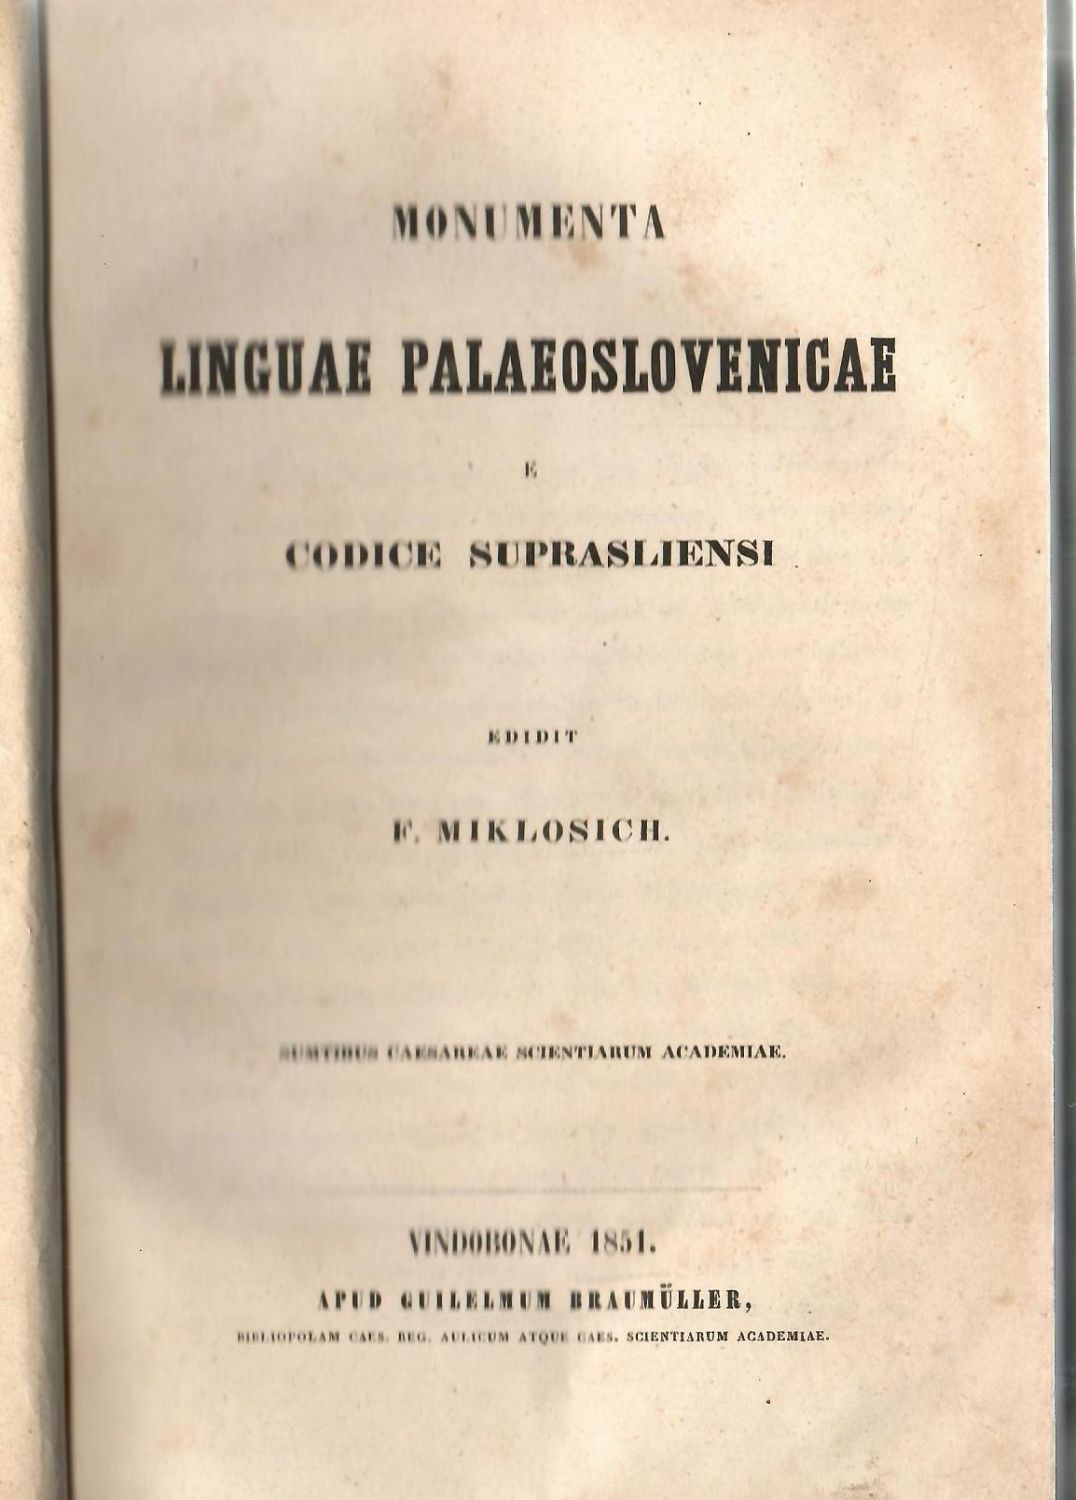 MONUMENTA
LINGUAE PALAEOSLOVENICAE
E
CODICE SUPRASLIENSI
EDIDIT
F. MIKLOSICH.
SUMTIBUS CAESAREAE SCIENTIARUM ACADEMIAE.
VINDOBONAE 1851.
APUD GUILELMUM BRAUMÜLLER,
BIBLIOPOLAM CAES. REG. AULICUM ATQUE CAES. SCIENTIARUM ACADEMIAE.